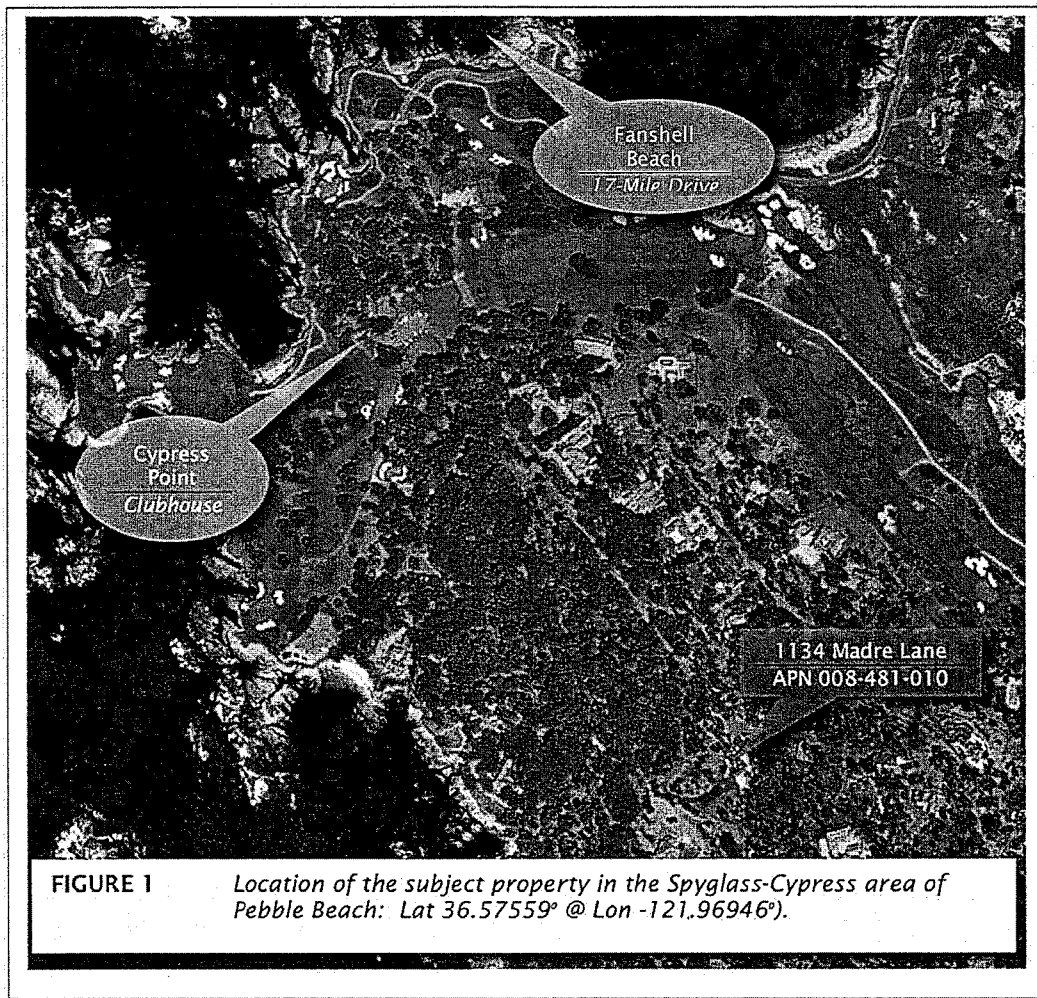 Fanshell
Beach
17-Mile Drive
Cypress
Point
Clubhouse
1134 Madre Lane
APN 008-481-010
FIGURE 1 Location of the subject property in the Spyglass-Cypress area of
Pebble Beach: Lat 36.57559° @ Lon -121.96946°).